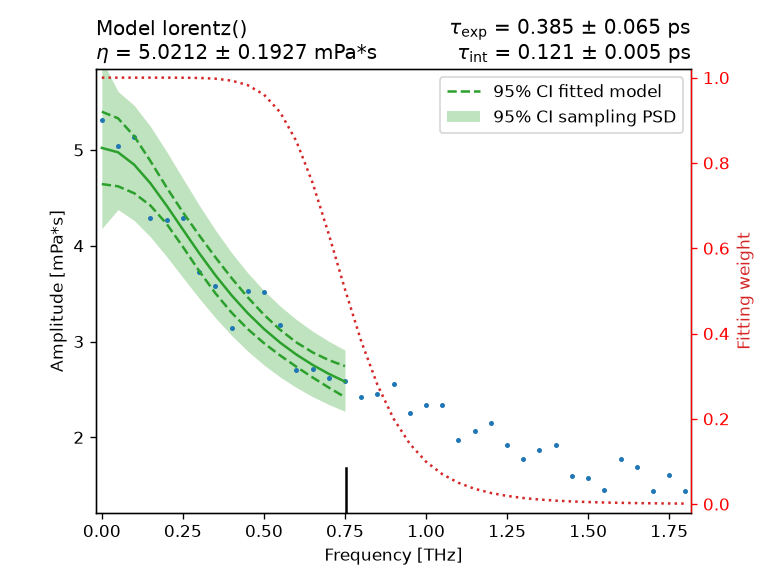 Model lorentz()
η = 5.0212 ± 0.1927 mPa*s
τexp = 0.385 ± 0.065 ps
τint = 0.121 ± 0.005 ps
95% CI fitted model
95% CI sampling PSD
Amplitude [mPa*s]
5
4
3
2
1.0
0.8
0.6
0.4
0.2
0.0
Fitting weight
0.00 0.25 0.50 0.75 1.00 1.25 1.50 1.75
Frequency [THz]